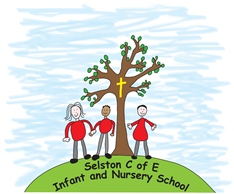 Selston C of E
Infant and Nursery School